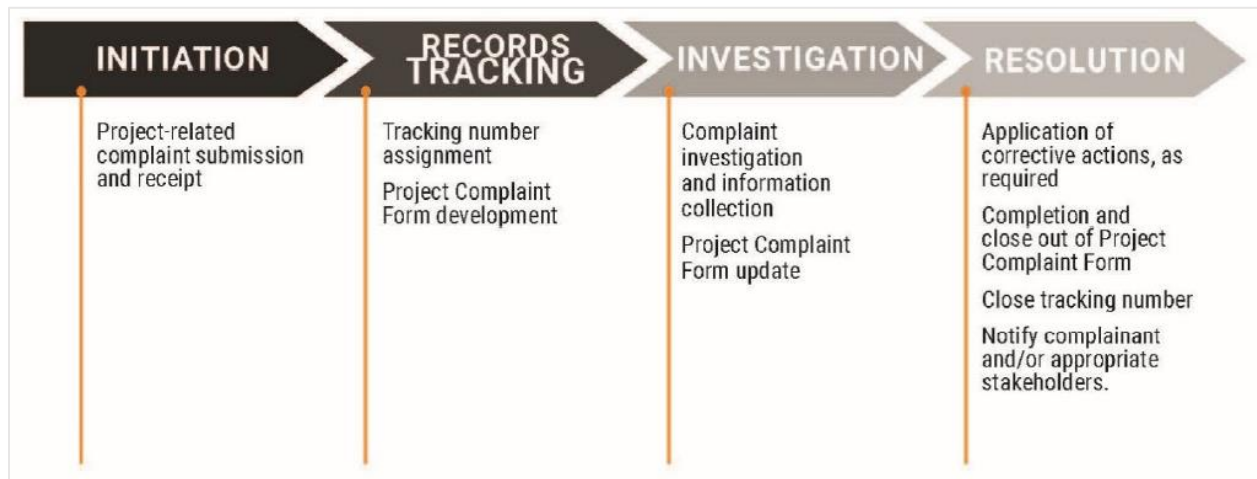 INITIATION
Project-related
complaint submission
and receipt
RECORDS
TRACKING
Tracking number
assignment
Project Complaint
Form development
INVESTIGATION
Complaint
investigation
and information
collection
Project Complaint
Form update
RESOLUTION
Application of
corrective actions, as
required
Completion and
close out of Project
Complaint Form
Close tracking number
Notify complainant
and/or appropriate
stakeholders.